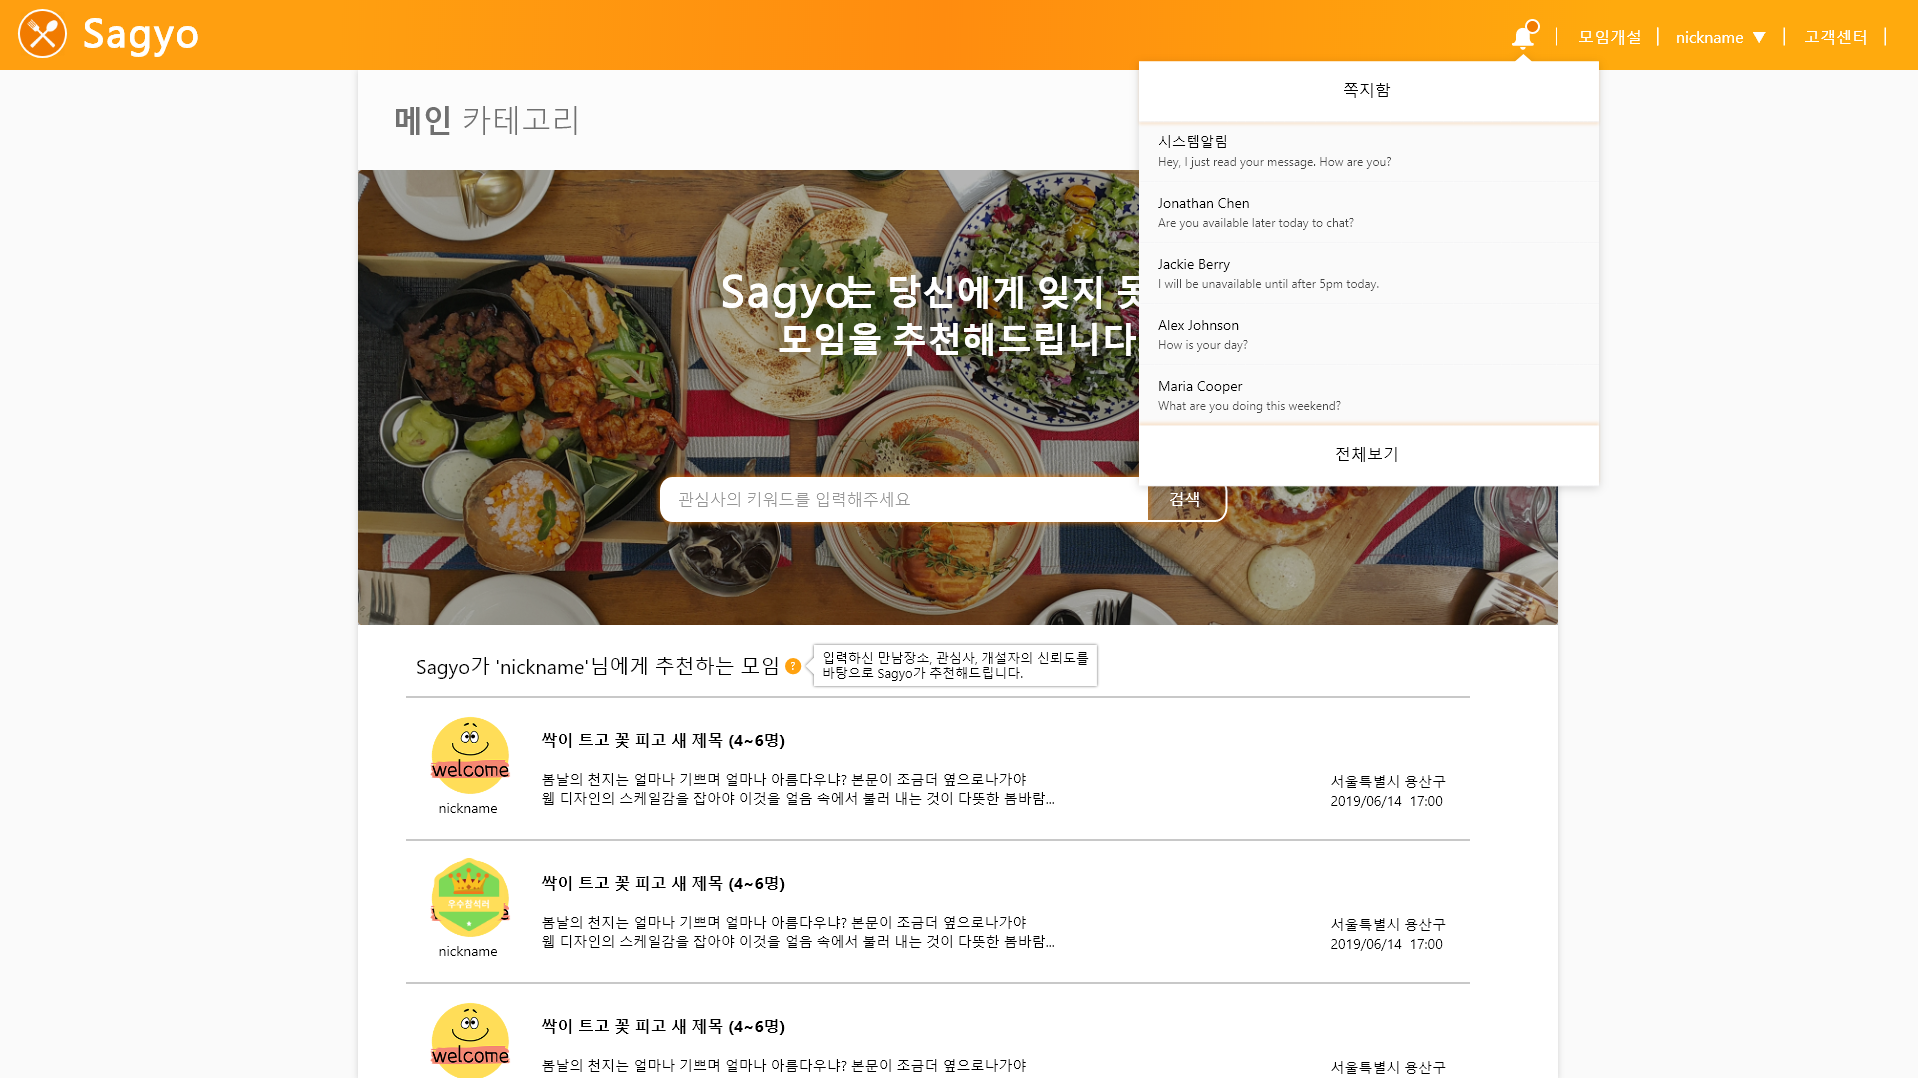 Sagyo
모임개설
nickname ▼
고객센터
메인 카테고리
쪽지함
시스템알림
Hey, I just read your message. How are you?
Jonathan Chen
Are you available later today to chat?
Jackie Berry
I will be unavailable until after 5pm today.
Alex Johnson
How is your day?
Maria Cooper
What are you doing this weekend?
전체보기
Sagyo는 당신에게 잊지 못
모임을 추천해드립니다
관심사의 키워드를 입력해주세요
검색
Sagyo가 'nickname'님에게 추천하는 모임 ?
입력하신 만남장소, 관심사, 개설자의 신뢰도를
바탕으로 Sagyo가 추천해드립니다.
welcome
nickname
싹이 트고 꽃 피고 새 제목 (4~6명)
봄날의 천지는 얼마나 기쁘며 얼마나 아름다우냐? 본문이 조금더 옆으로나가야
웹 디자인의 스케일감을 잡아야 이것을 얼음 속에서 불러 내는 것이 다뜻한 봄바람...
서울특별시 용산구
2019/06/14 17:00
우수참석러
nickname
싹이 트고 꽃 피고 새 제목 (4~6명)
봄날의 천지는 얼마나 기쁘며 얼마나 아름다우냐? 본문이 조금더 옆으로나가야
웹 디자인의 스케일감을 잡아야 이것을 얼음 속에서 불러 내는 것이 다뜻한 봄바람...
서울특별시 용산구
2019/06/14 17:00
welcome
싹이 트고 꽃 피고 새 제목 (4~6명)
봄날의 천지는 얼마나 기쁘며 얼마나 아름다우냐? 본문이 조금더 옆으로나가야
서울특별시 용산구